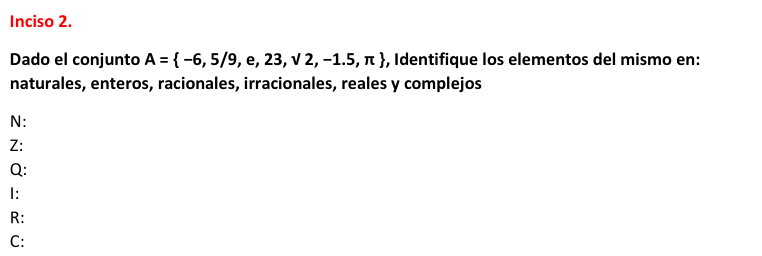 Inciso 2.
Dado el conjunto A = { −6, 5/9, e, 23, √ 2, −1.5, π }, Identifique los elementos del mismo en:
naturales, enteros, racionales, irracionales, reales y complejos
N:
Z:
Q:
I:
R:
C: